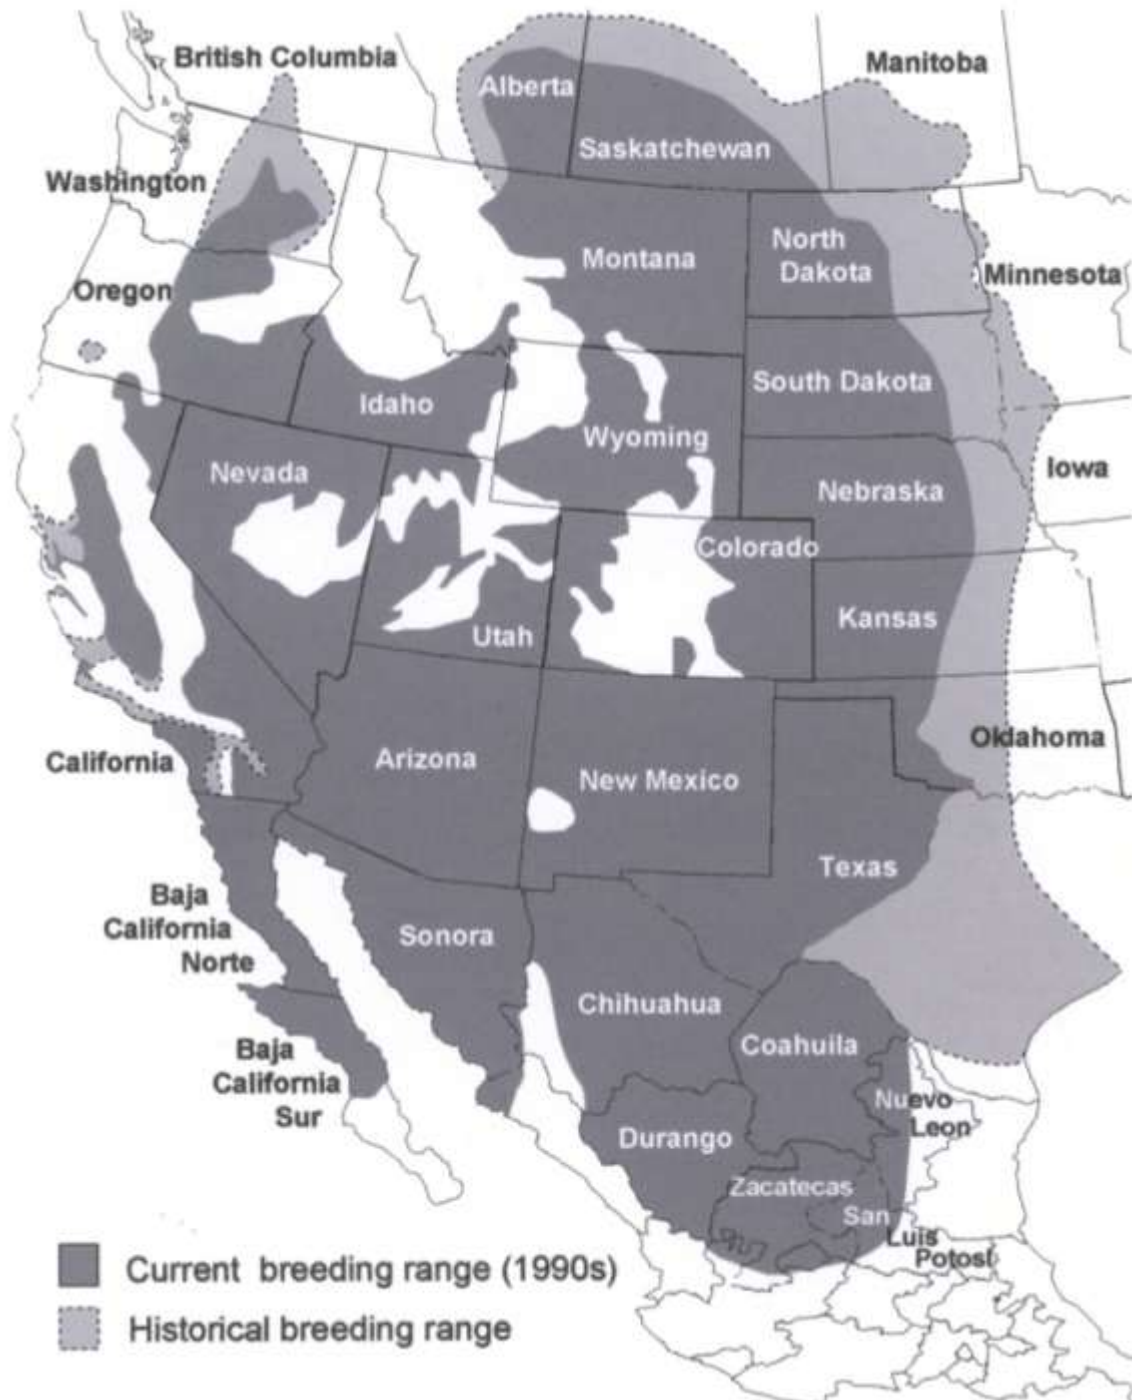 British Columbia
Alberta
Manitoba
Saskatchewan
Washington
Montana
North
Dakota
Minnesota
Oregon
South Dakota
Idaho
Wyoming
Iowa
Nevada
Nebraska
Colorado
Kansas
Utah
Oklahoma
California
Arizona
New Mexico
Texas
Baja
California
Norte
Sonora
Chihuahua
Coahuila
Baja
California
Sur
Nuevo
Leon
Durango
Zacatecas
San
Luis
Potosi
Current breeding range (1990s)
Historical breeding range